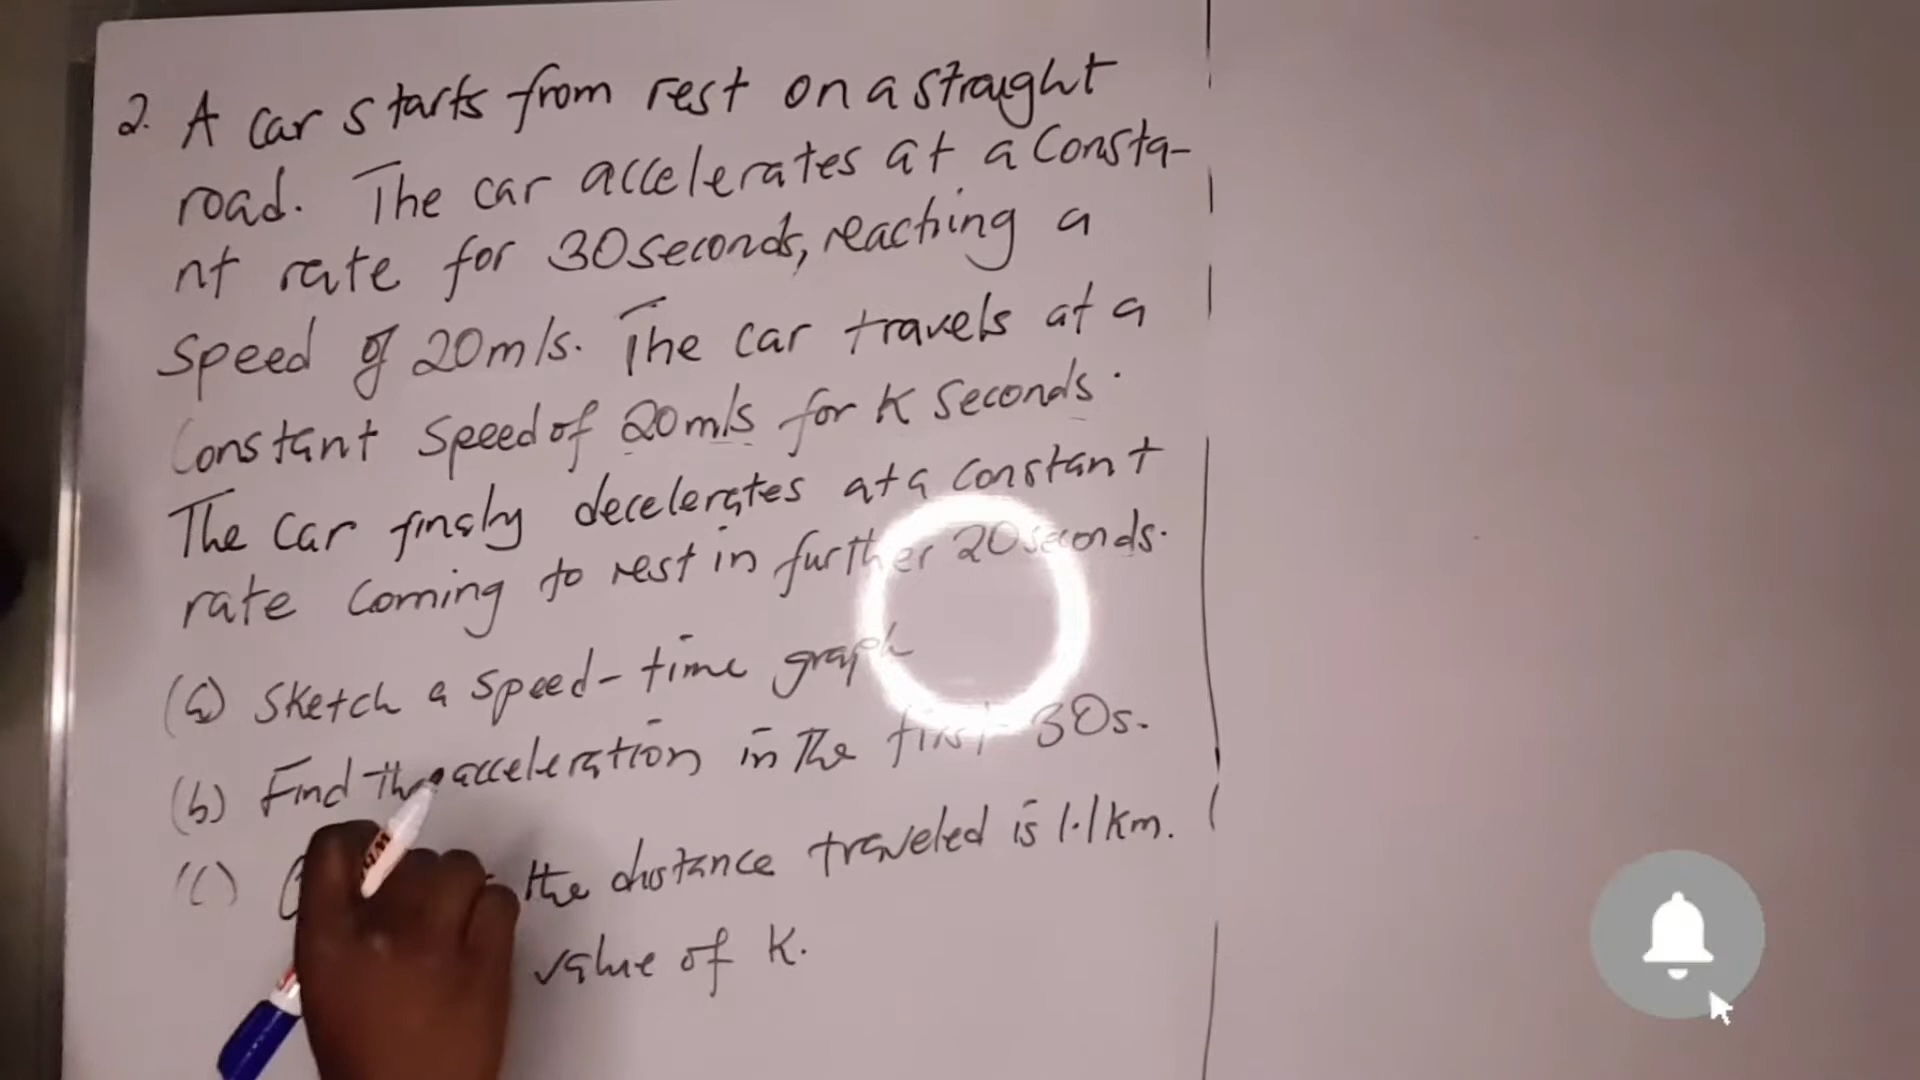 2. A car starts from rest on a straight
road. The car accelerates at a consta-
nt rate for 30 seconds, reaching a
speed of 20m/s. The car travels at a
constant speed of 20m/s for K seconds.
The car finaly decelerates at a constant
rate coming to rest in further 20 seconds.
(a) Sketch a speed-time graph
(b) Find the acceleration in the first 30s.
(c) the distance traveled is 1.1km.
value of K.